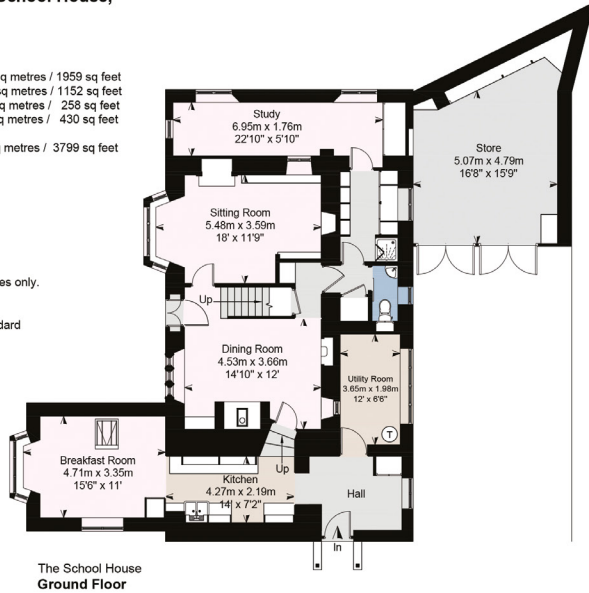 School House,
sq metres / 1959 sq feet
sq metres / 1152 sq feet
sq metres / 258 sq feet
sq metres / 430 sq feet
metres / 3799 sq feet
es only.
dard
Study
6.95m x 1.76m
22'10" x 5'10"
Store
5.07m x 4.79m
16'8" x 15'9"
Sitting Room
5.48m x 3.59m
18' x 11'9"
Up
Dining Room
4.53m x 3.66m
14'10" x 12'
Utility Room
3.65m x 1.98m
12' x 6'6"
T
Breakfast Room
4.71m x 3.35m
15'6" x 11'
Up
Kitchen
4.27m x 2.19m
14' x 7'2"
Hall
In
The School House
Ground Floor